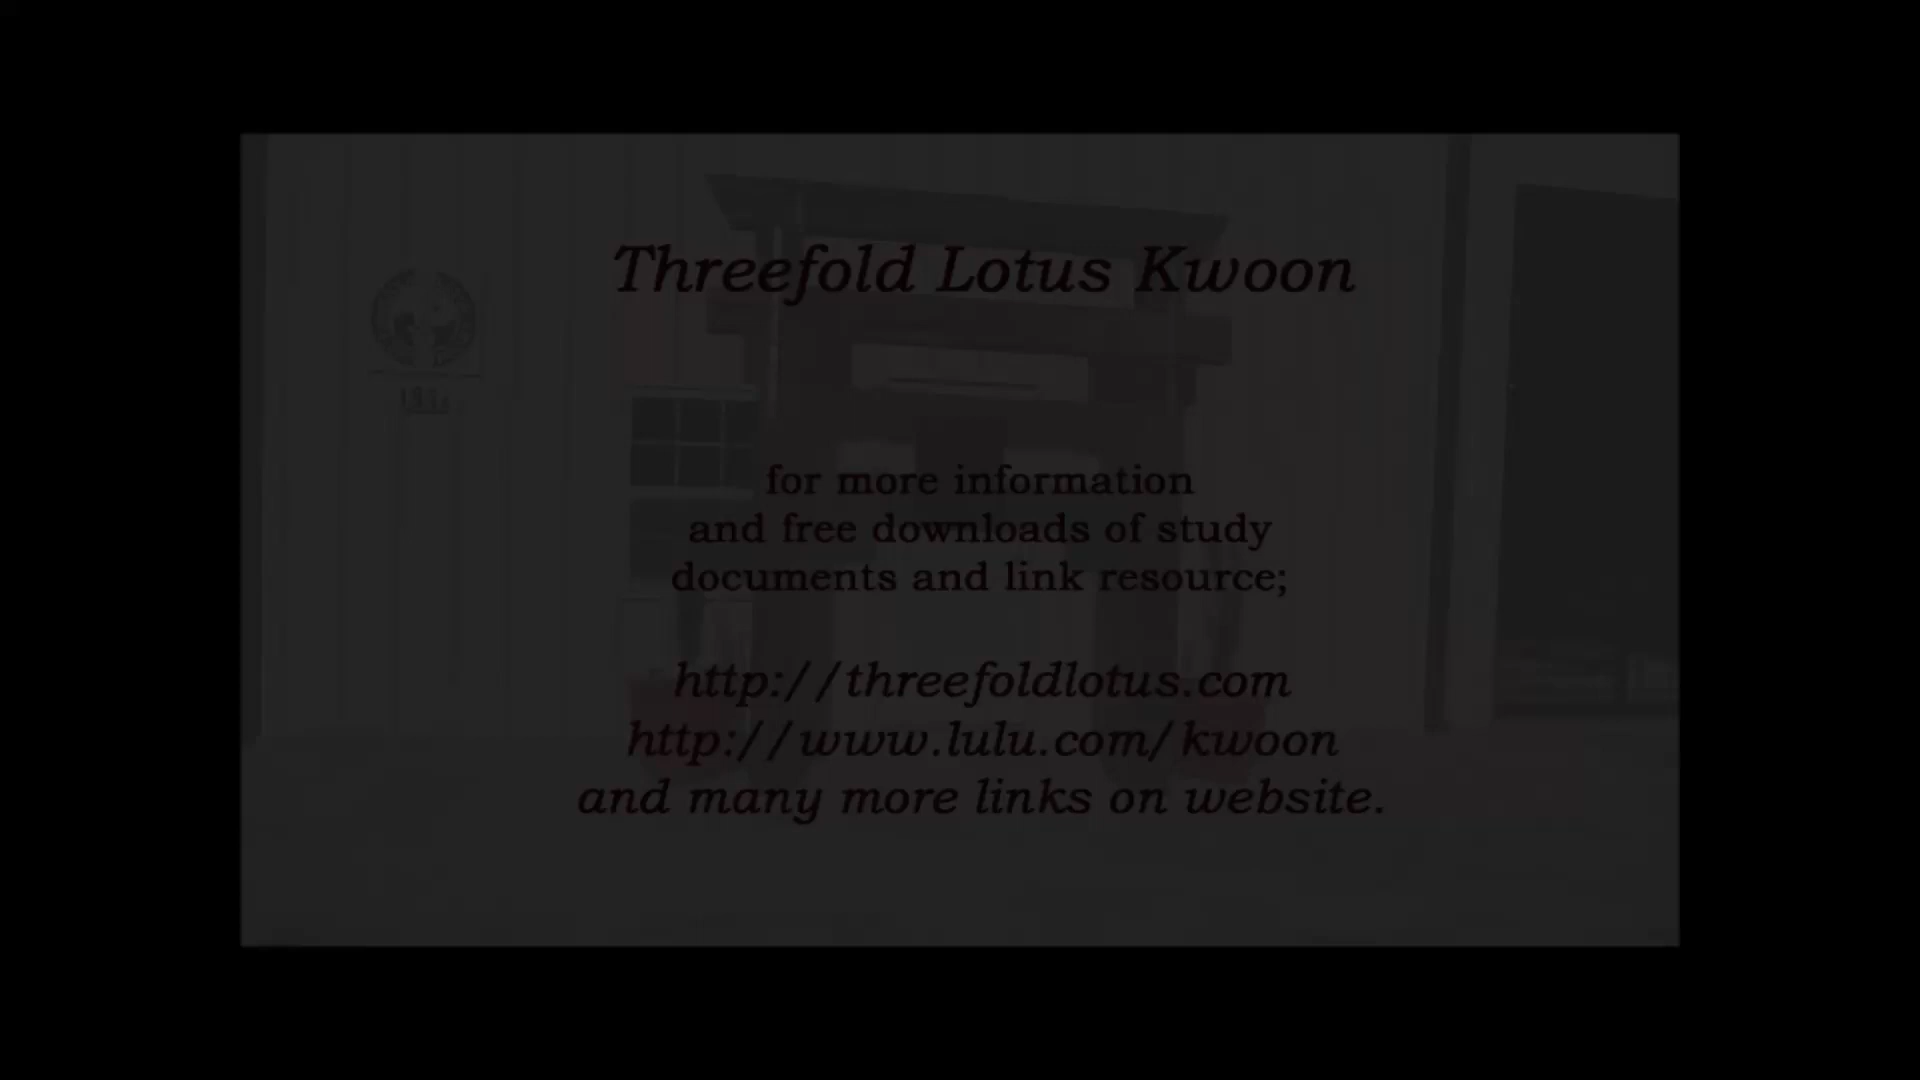 Threefold Lotus Kwoon
for more information
and free downloads of study
documents and link resource;
http://threefoldlotus.com
http://www.lulu.com/kwoon
and many more links on website.